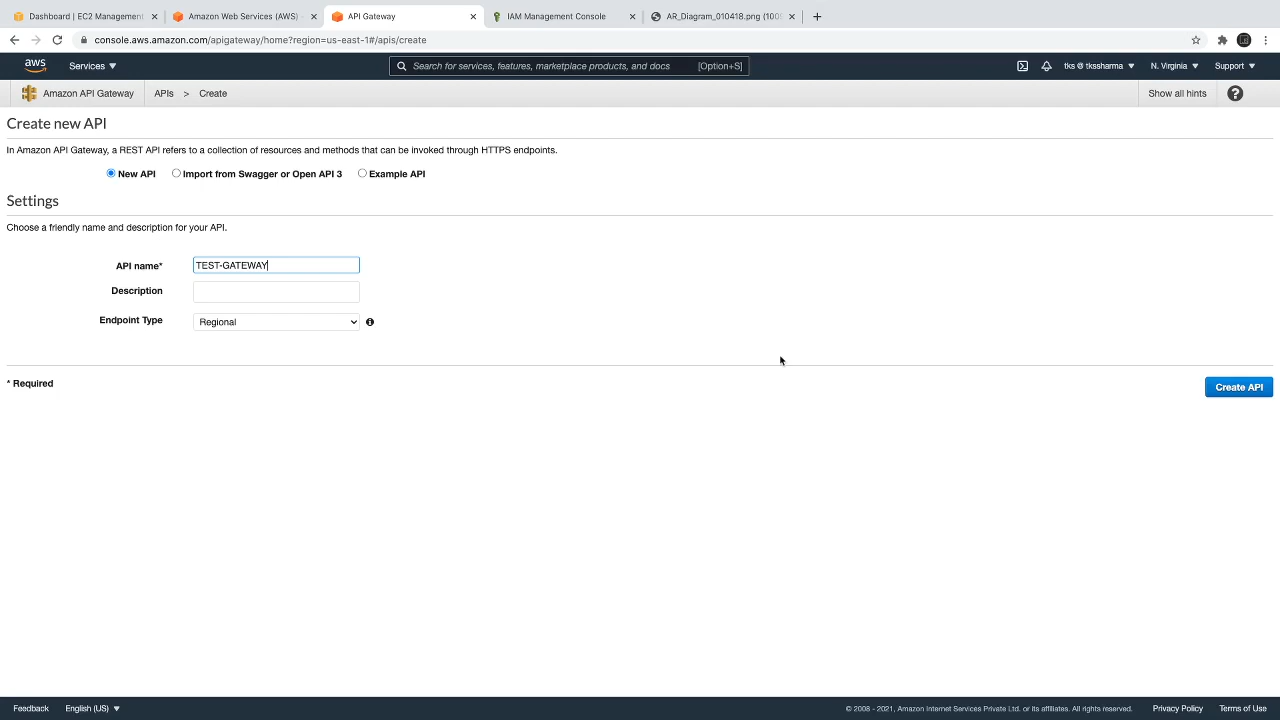 Dashboard | EC2 Management
Amazon Web Services (AWS) -
API Gateway
IAM Management Console
AR_Diagram_010418.png (100%
console.aws.amazon.com/apigateway/home?region=us-east-1#/apis/create
aws
Services
Search for services, features, marketplace products, and docs [Option+S]
tks @ tkssharma
N. Virginia
Support
Amazon API Gateway
APIs > Create
Show all hints
?
Create new API
In Amazon API Gateway, a REST API refers to a collection of resources and methods that can be invoked through HTTPS endpoints.
New API
Import from Swagger or Open API 3
Example API
Settings
Choose a friendly name and description for your API.
API name* TEST-GATEWAY
Description
Endpoint Type Regional
* Required
Create API
Feedback
English (US)
© 2008 - 2021, Amazon Internet Services Private Ltd. or its affiliates. All rights reserved.
Privacy Policy
Terms of Use